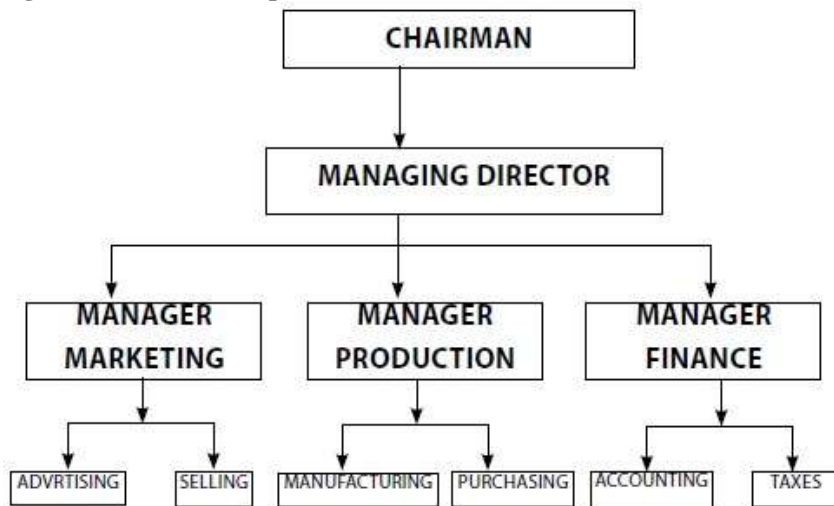 CHAIRMAN
MANAGING DIRECTOR
MANAGER
MARKETING
MANAGER
PRODUCTION
MANAGER
FINANCE
ADVRTISING
SELLING
MANUFACTURING
PURCHASING
ACCOUNTING
TAXES